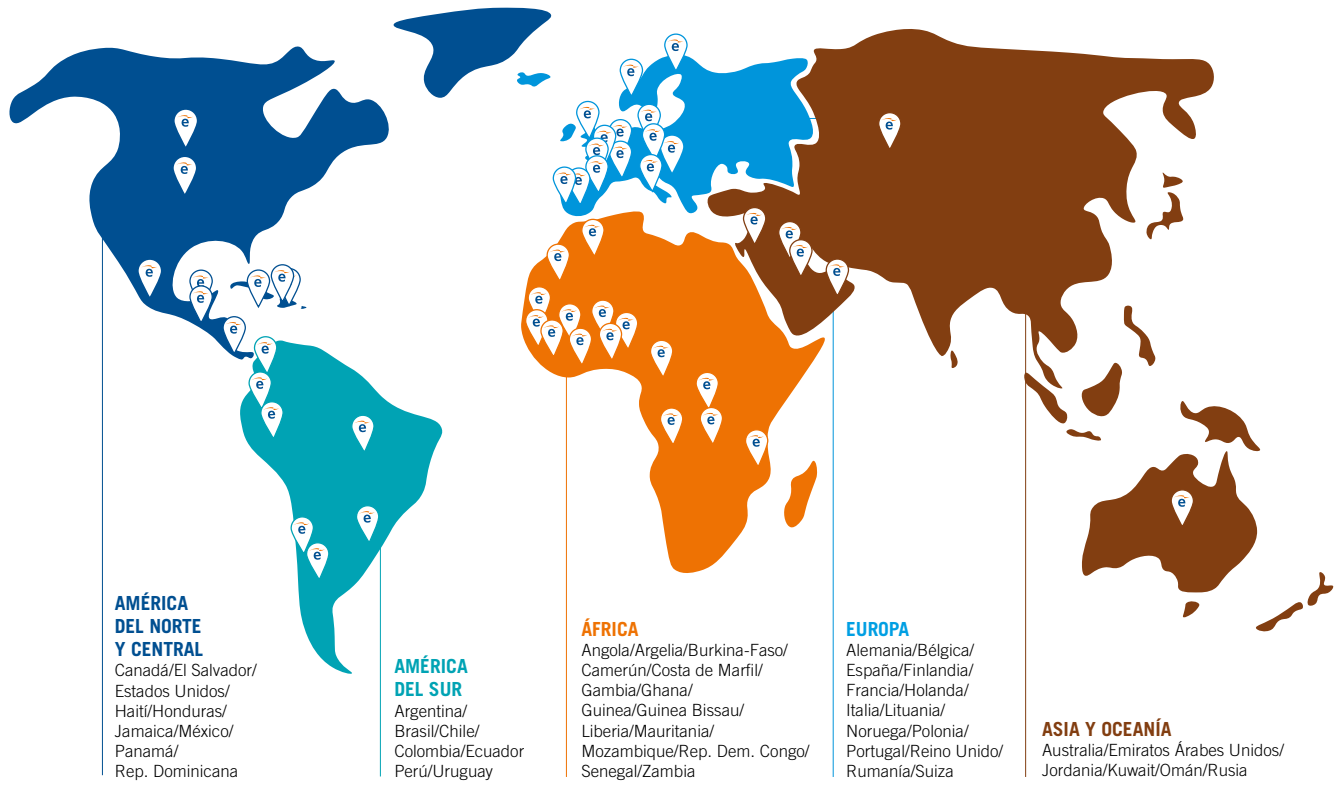 AMÉRICA
DEL NORTE
Y CENTRAL
Canadá/El Salvador/
Estados Unidos/
Haití/Honduras/
Jamaica/México/
Panamá/
Rep. Dominicana
AMÉRICA
DEL SUR
Argentina/
Brasil/Chile/
Colombia/Ecuador
Perú/Uruguay
ÁFRICA
Angola/Argelia/Burkina-Faso/
Camerún/Costa de Marfil/
Gambia/Ghana/
Guinea/Guinea Bissau/
Liberia/Mauritania/
Mozambique/Rep. Dem. Congo/
Senegal/Zambia
EUROPA
Alemania/Bélgica/
España/Finlandia/
Francia/Holanda/
Italia/Lituania/
Noruega/Polonia/
Portugal/Reino Unido/
Rumanía/Suiza
ASIA Y OCEANÍA
Australia/Emiratos Árabes Unidos/
Jordania/Kuwait/Omán/Rusia